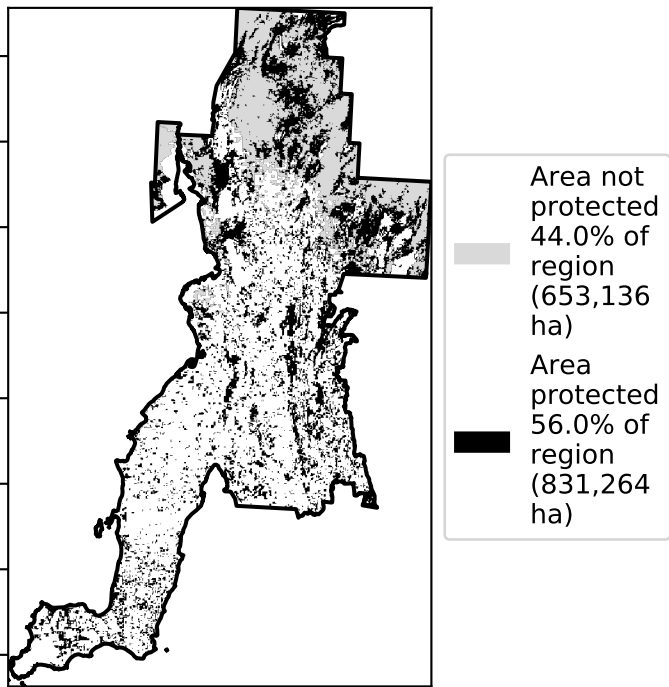 Area not
protected
44.0% of
region
(653,136
ha)
Area
protected
56.0% of
region
(831,264
ha)